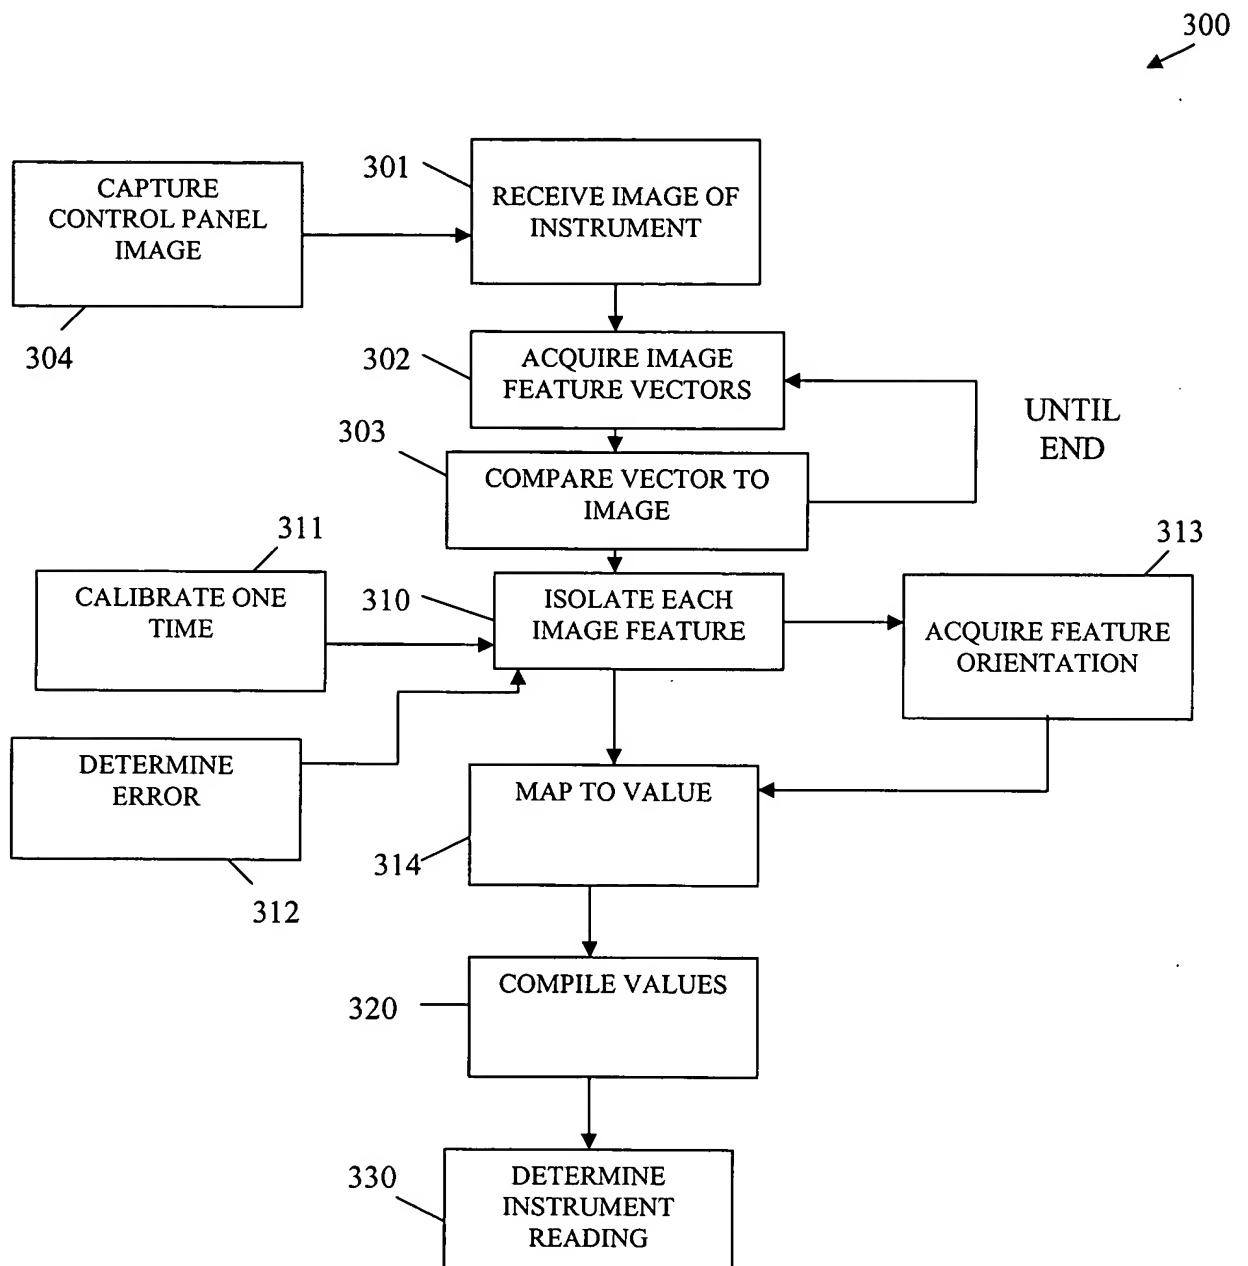 300
301
CAPTURE
CONTROL PANEL
IMAGE
RECEIVE IMAGE OF
INSTRUMENT
304
302
ACQUIRE IMAGE
FEATURE VECTORS
UNTIL
END
303
COMPARE VECTOR TO
IMAGE
311
313
CALIBRATE ONE
TIME
310
ISOLATE EACH
IMAGE FEATURE
ACQUIRE FEATURE
ORIENTATION
DETERMINE
ERROR
312
MAP TO VALUE
314
COMPILE VALUES
320
330
DETERMINE
INSTRUMENT
READING